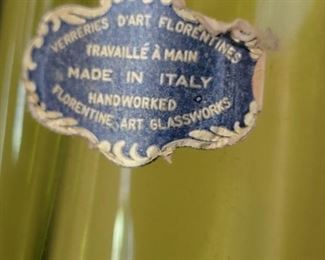 VERRERIES D'ART FLORENTINES
TRAVAILLÉ À MAIN
MADE IN ITALY
HANDWORKED
FLORENTINE ART GLASSWORKS